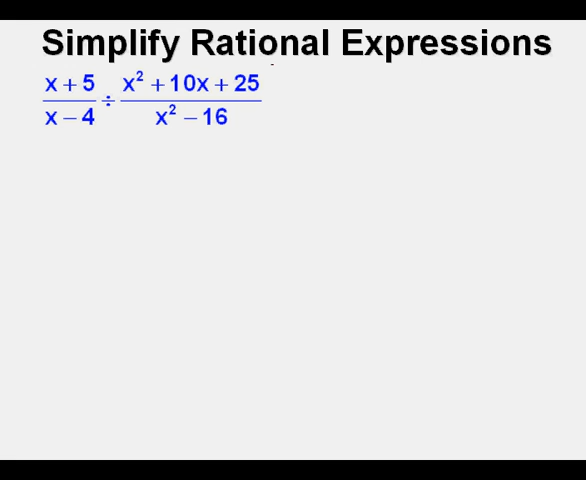 Simplify Rational Expressions
x + 5 x² + 10x + 25
÷
x – 4 x² – 16